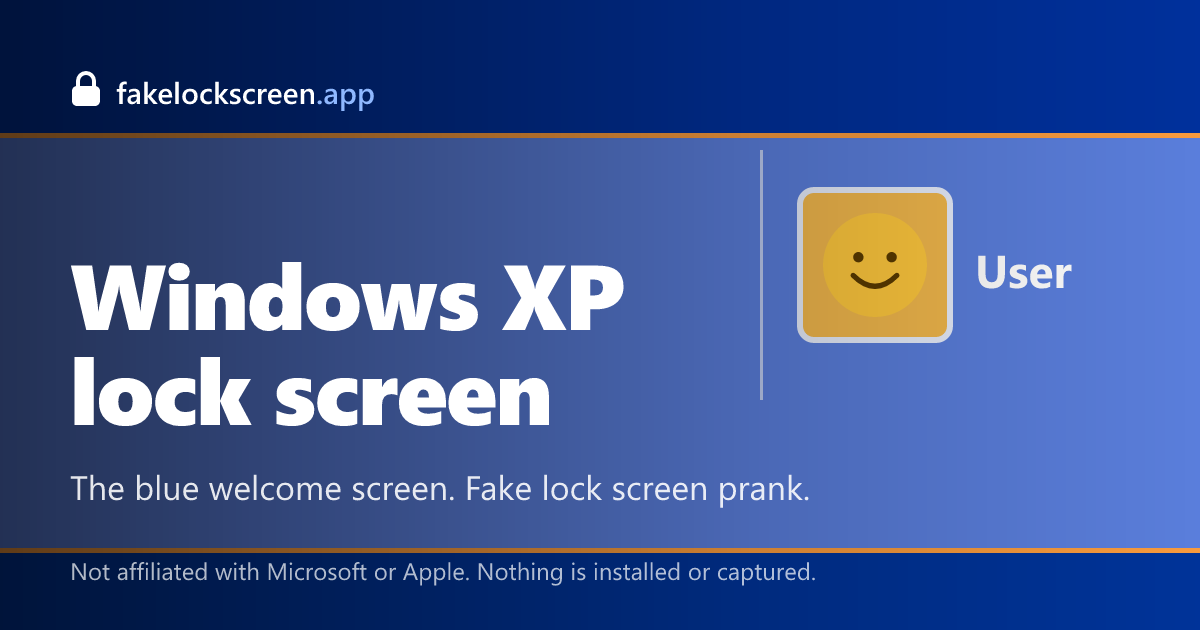 fakelockscreen.app
Windows XP
lock screen
User
The blue welcome screen. Fake lock screen prank.
Not affiliated with Microsoft or Apple. Nothing is installed or captured.